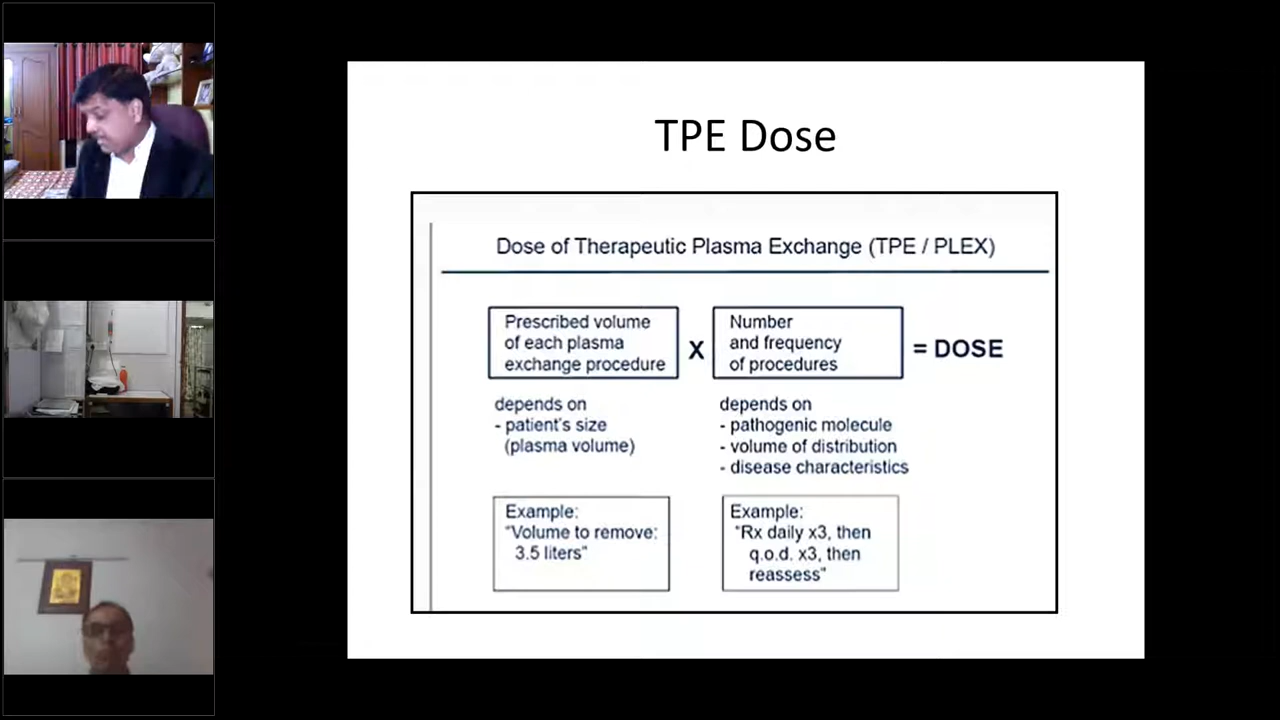 TPE Dose
Dose of Therapeutic Plasma Exchange (TPE / PLEX)
Prescribed volume
of each plasma
exchange procedure
X
Number
and frequency
of procedures
= DOSE
depends on
- patient's size
(plasma volume)
depends on
- pathogenic molecule
- volume of distribution
- disease characteristics
Example:
"Volume to remove:
3.5 liters"
Example:
"Rx daily x3, then
q.o.d. x3, then
reassess"